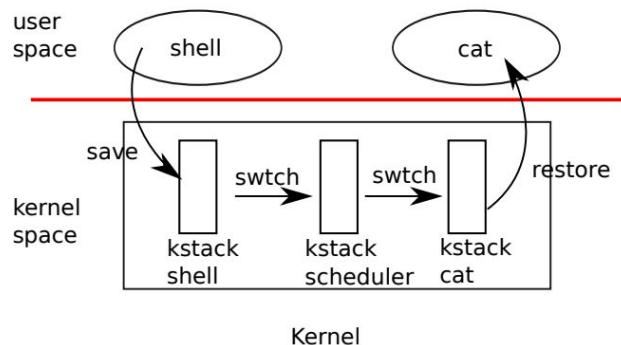 user
space
shell
cat
save
swtch
swtch
restore
kernel
space
kstack
shell
kstack
scheduler
kstack
cat
Kernel